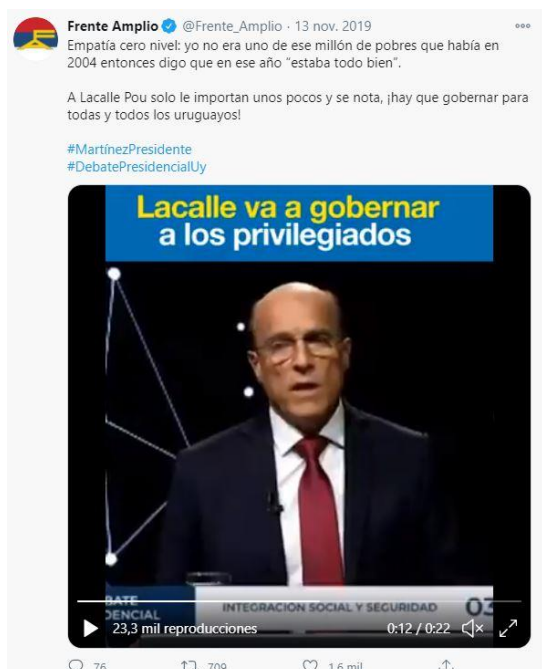 Frente Amplio @Frente_Amplio · 13 nov. 2019
Empatía cero nivel: yo no era uno de ese millón de pobres que había en
2004 entonces digo que en ese año “estaba todo bien”.
A Lacalle Pou solo le importan unos pocos y se nota, ¡hay que gobernar para
todas y todos los uruguayos!
#MartínezPresidente
#DebatePresidencialUy
Lacalle va a gobernar
a los privilegiados
BATE
DENCIAL
INTEGRACION SOCIAL Y SEGURIDAD
03
23,3 mil reproducciones
0:12 / 0:22
76
709
1,6 mil